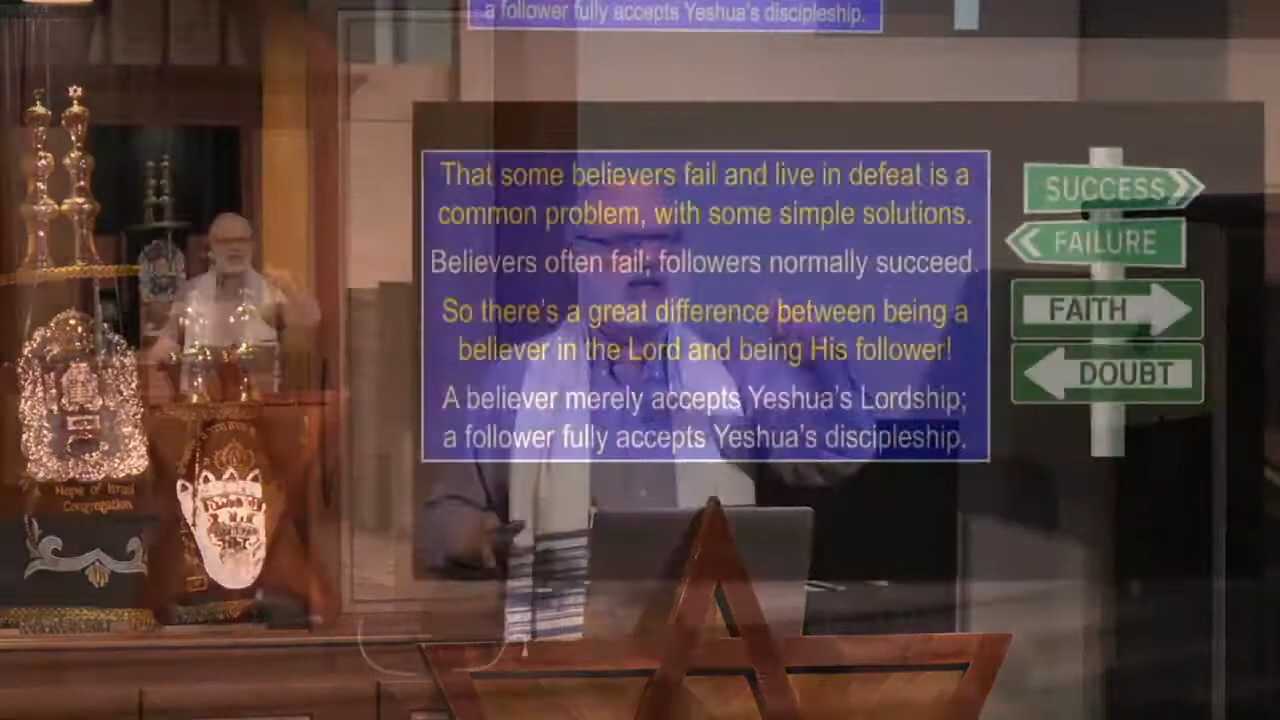 a follower fully accepts Yeshua's discipleship.
That some believers fail and live in defeat is a
common problem, with some simple solutions.
Believers often fail; followers normally succeed.
So there's a great difference between being a
believer in the Lord and being His follower!
A believer merely accepts Yeshua's Lordship;
a follower fully accepts Yeshua's discipleship.
SUCCESS
FAILURE
FAITH
DOUBT
Hope of Israel
Congregation